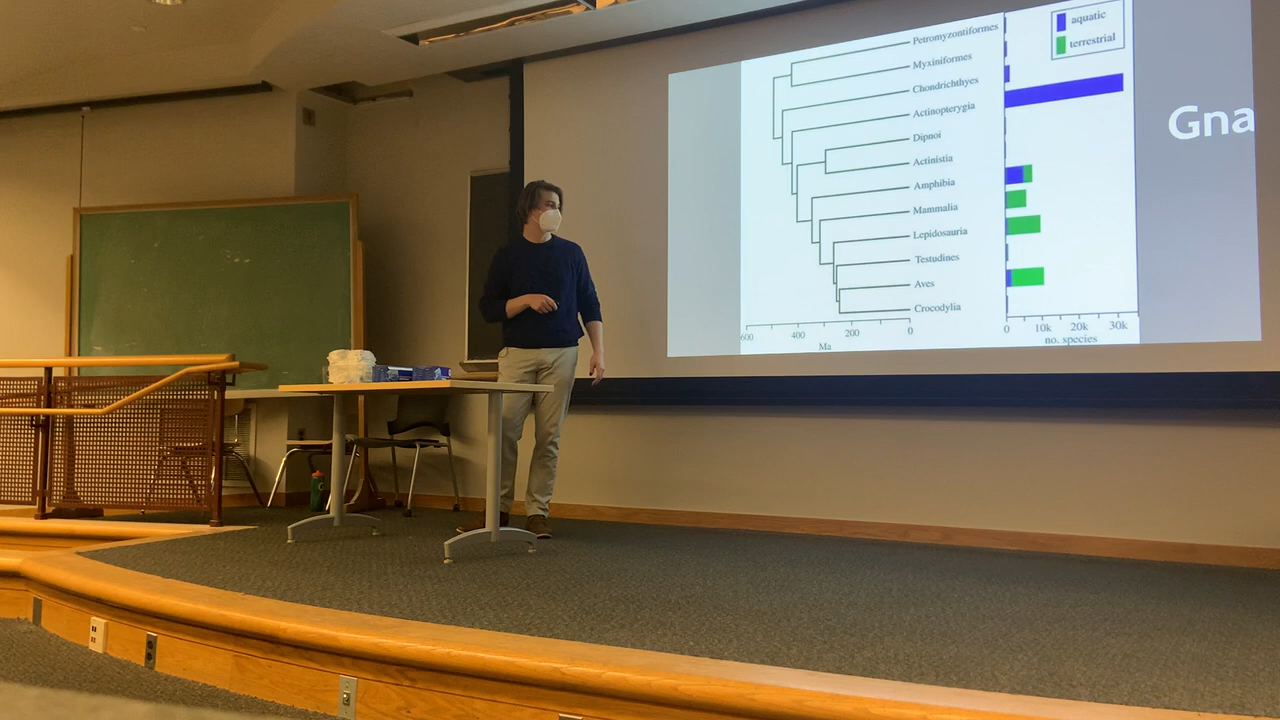 aquatic
terrestrial
Petromyzontiformes
Myxiniformes
Chondrichthyes
Actinopterygia
Dipnoi
Actinistia
Amphibia
Mammalia
Lepidosauria
Testudines
Aves
Crocodylia
Gna
600 400 200 0
Ma
0 10k 20k 30k
no. species